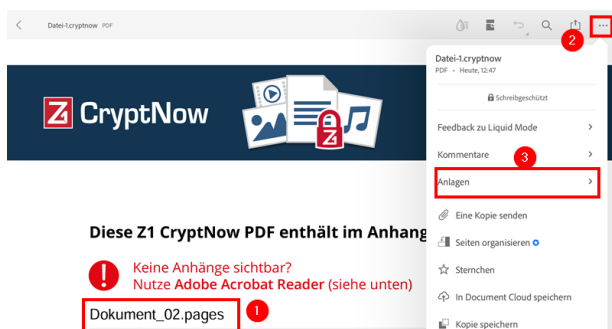 Datei-1.cryptnow PDF
2
Datei-1.cryptnow
PDF • Heute, 12:47
Schreibgeschützt
Z CryptNow
Z
Feedback zu Liquid Mode
Kommentare
3
Anlagen
Eine Kopie senden
Diese Z1 CryptNow PDF enthält im Anhang
Seiten organisieren
Keine Anhänge sichtbar?
Sternchen
Nutze Adobe Acrobat Reader (siehe unten)
In Document Cloud speichern
Dokument_02.pages
1
Kopie speichern